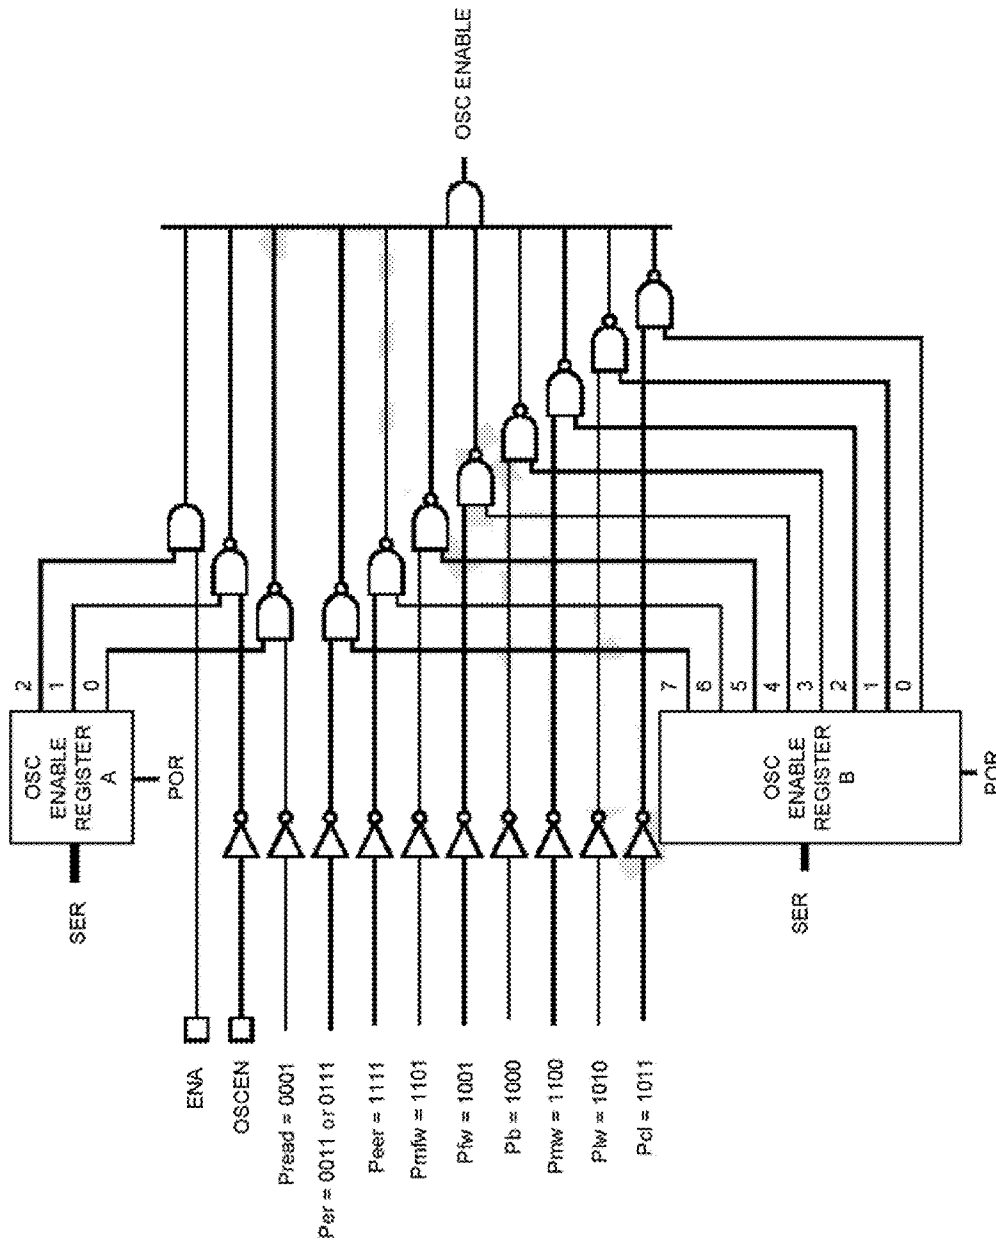 OSC ENABLE
2
1
0
OSC
ENABLE
REGISTER
A
POR
SER
7
6
5
4
3
2
1
0
OSC
ENABLE
REGISTER
B
POR
SER
ENA
OSCEN
Pread = 0001
Per = 0011 or 0111
Peer = 1111
Pmfw = 1101
Pfw = 1001
Pb = 1000
Pmw = 1100
Plw = 1010
Pcl = 1011